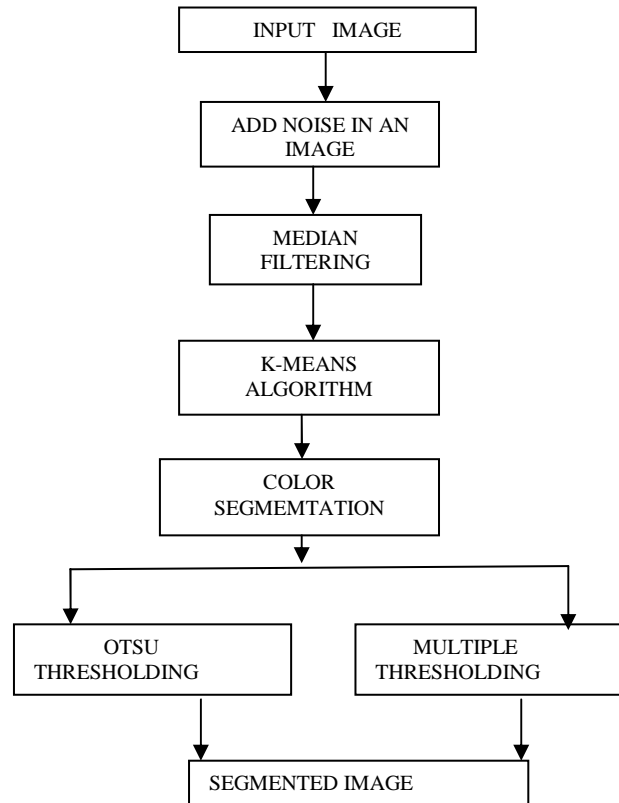 INPUT IMAGE
ADD NOISE IN AN
IMAGE
MEDIAN
FILTERING
K-MEANS
ALGORITHM
COLOR
SEGMEMTATION
OTSU
THRESHOLDING
MULTIPLE
THRESHOLDING
SEGMENTED IMAGE